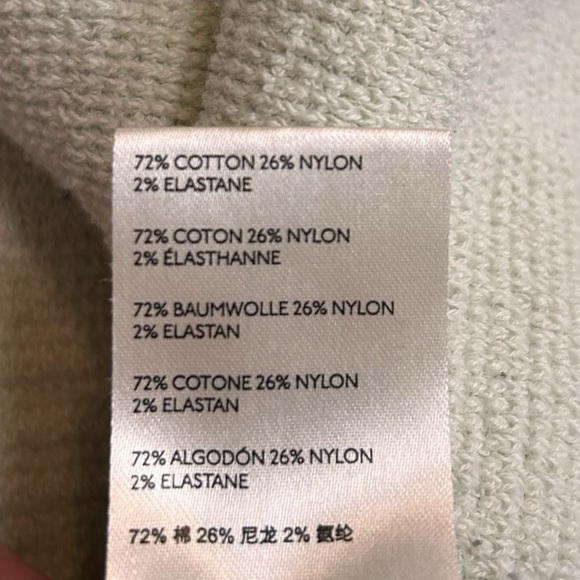 72% COTTON 26% NYLON
2% ELASTANE
72% COTON 26% NYLON
2% ÉLASTHANNE
72% BAUMWOLLE 26% NYLON
2% ELASTAN
72% COTONE 26% NYLON
2% ELASTAN
72% ALGODÓN 26% NYLON
2% ELASTANE
72% 棉 26% 尼龙 2% 氨纶